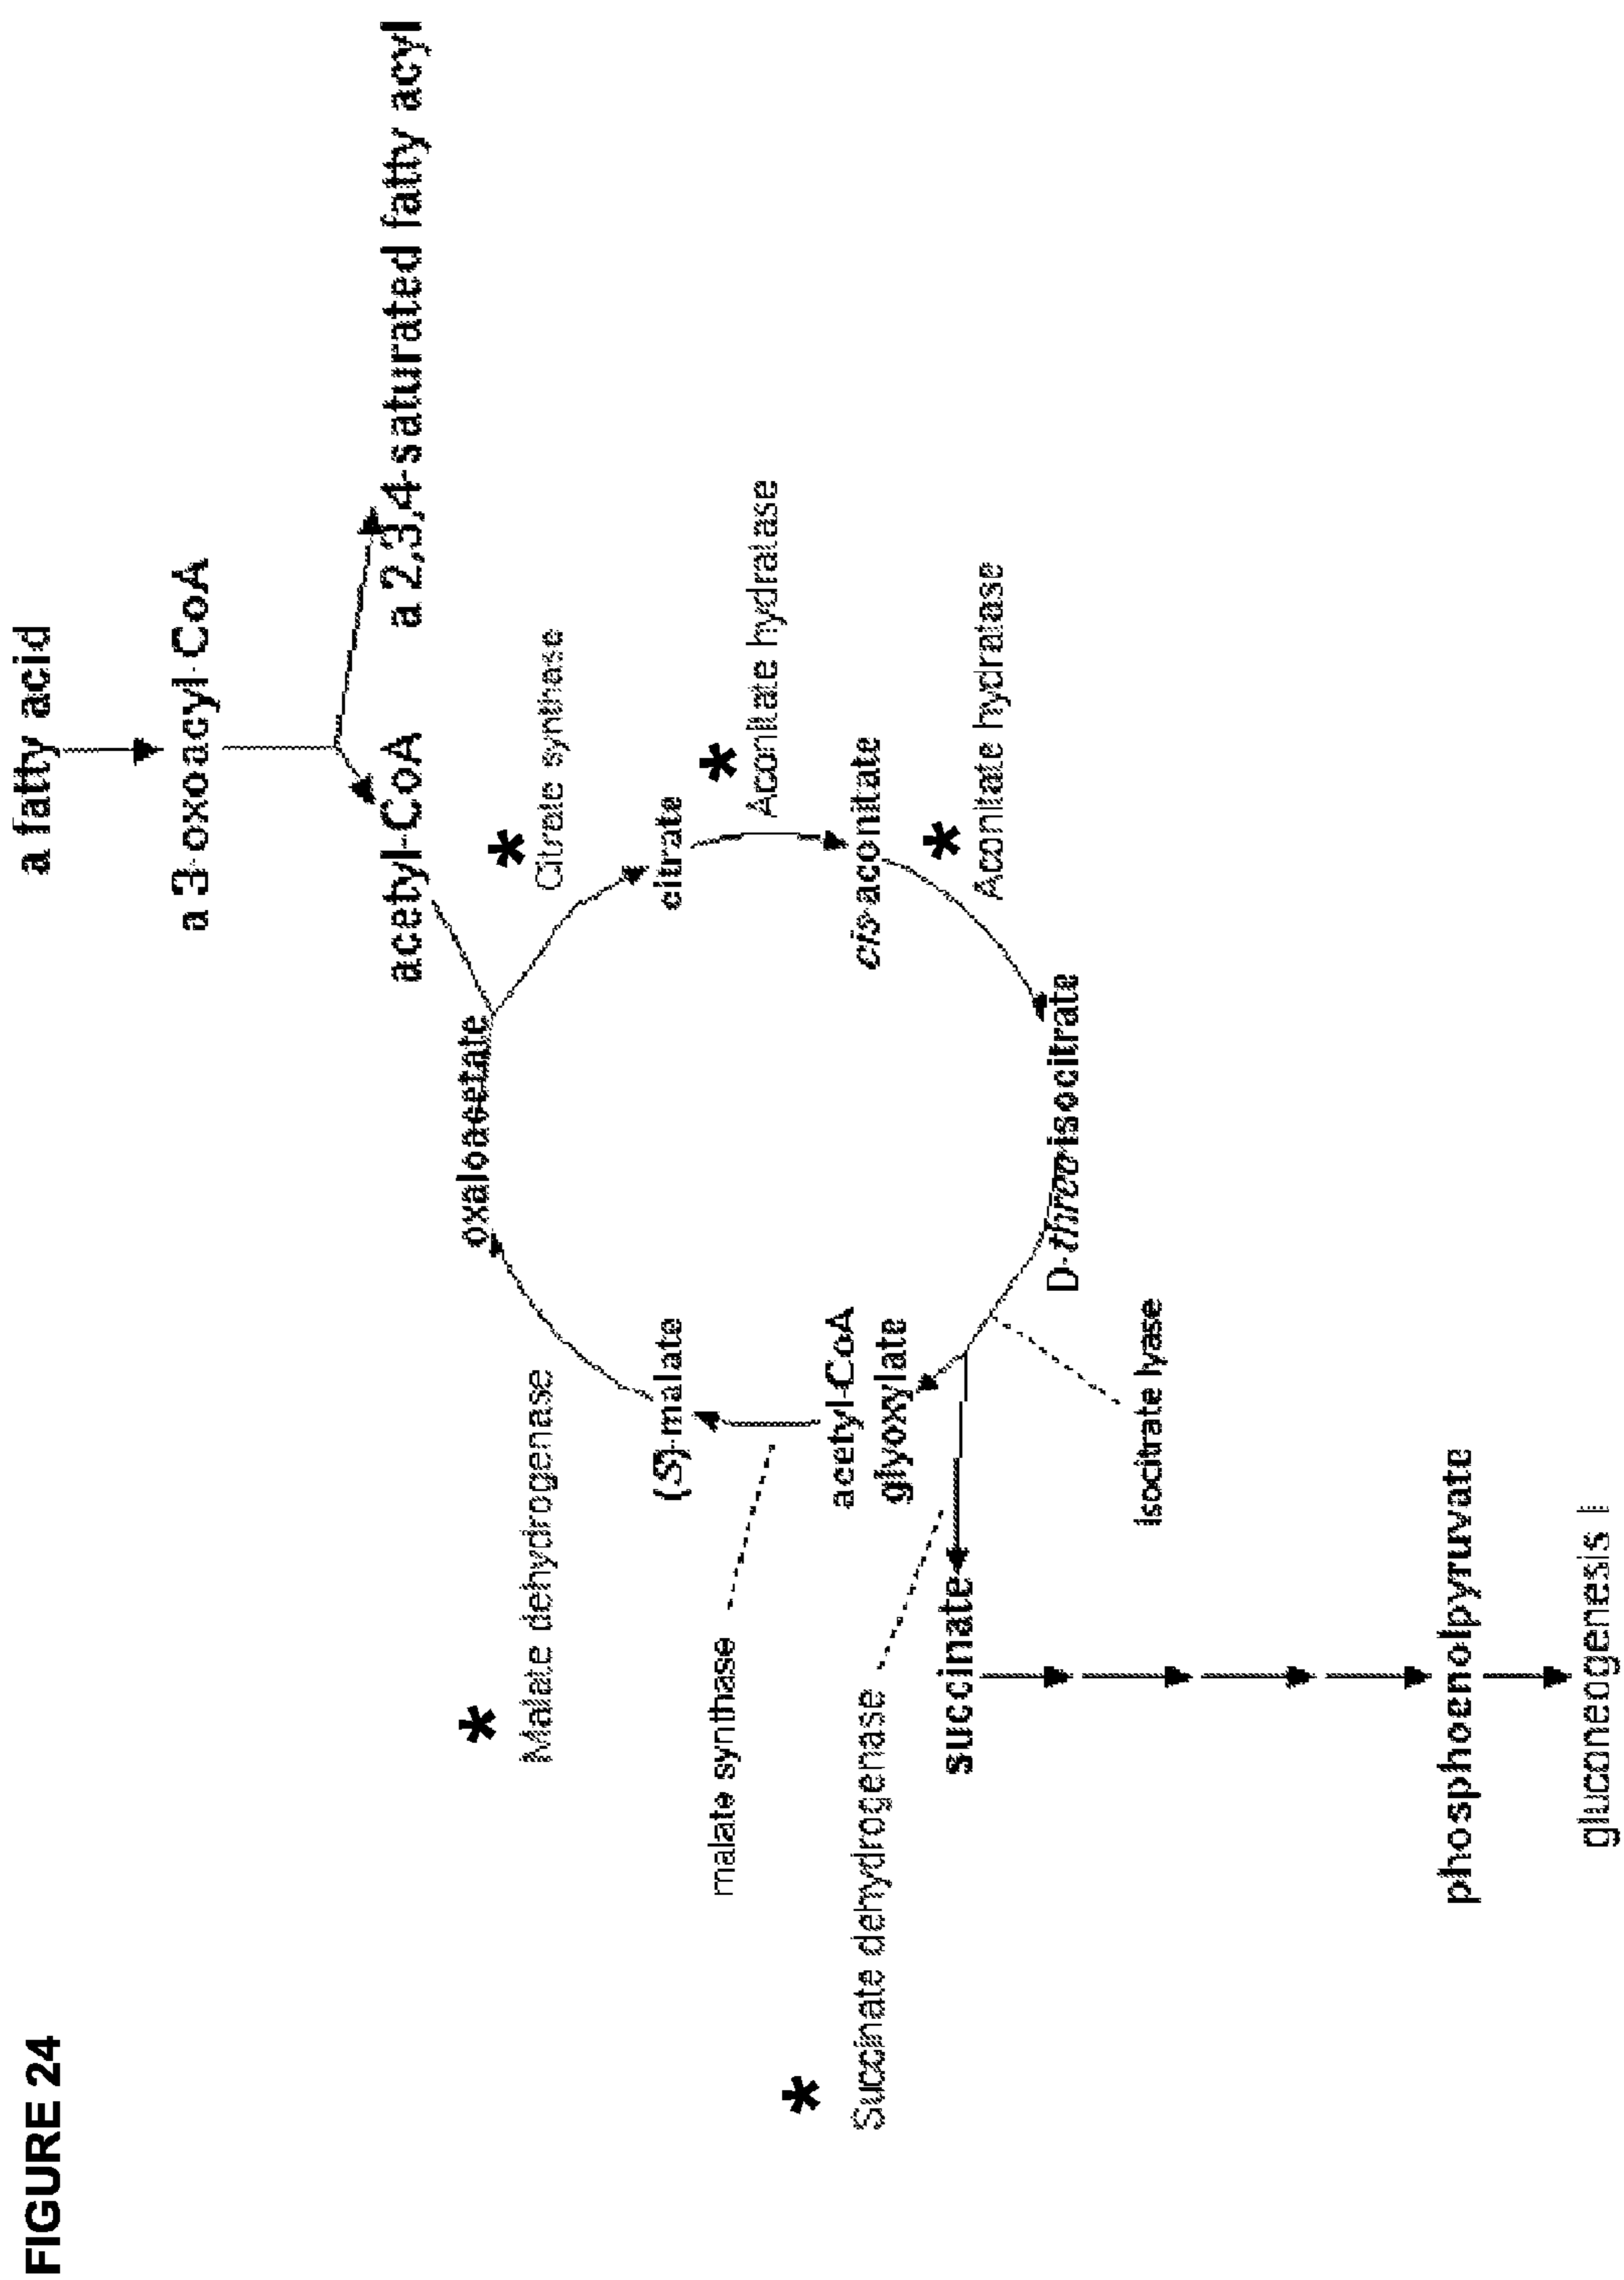 FIGURE 24
a fatty acid
a 3-oxoacyl-CoA
acetyl-CoA
a 2,3,4-saturated fatty acyl
oxaloacetate
*
Citrate synthase
citrate
*
Aconitate hydratase
cis-aconitate
*
Aconitate hydratase
D-threo-isocitrate
Isocitrate lyase
acetyl-CoA
glyoxylate
malate synthase
(S)-malate
*
Malate dehydrogenase
*
Succinate dehydrogenase
succinate
phosphoenolpyruvate
gluconeogenesis I